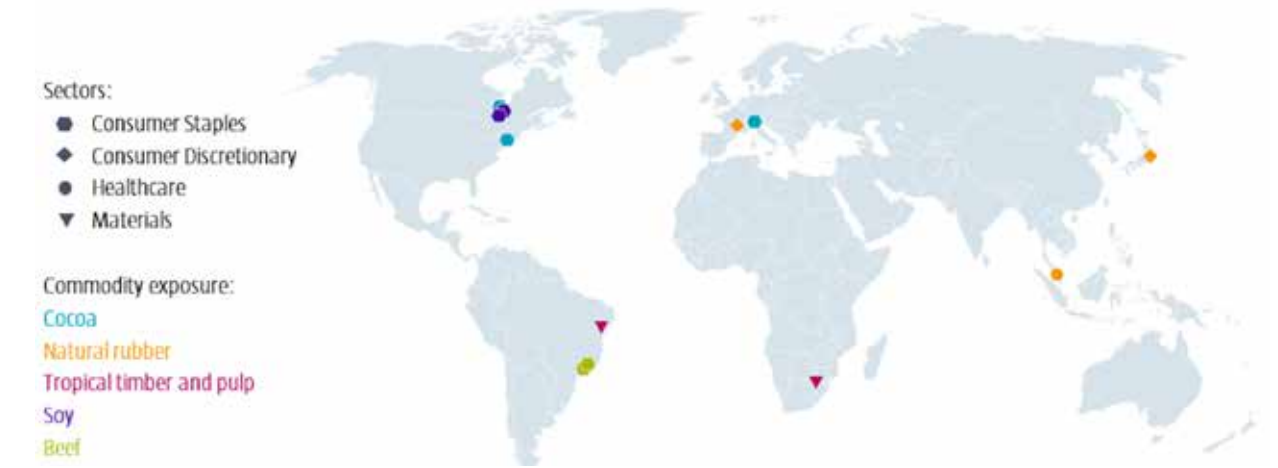 Sectors:
Consumer Staples
Consumer Discretionary
Healthcare
Materials
Commodity exposure:
Cocoa
Natural rubber
Tropical timber and pulp
Soy
Beef